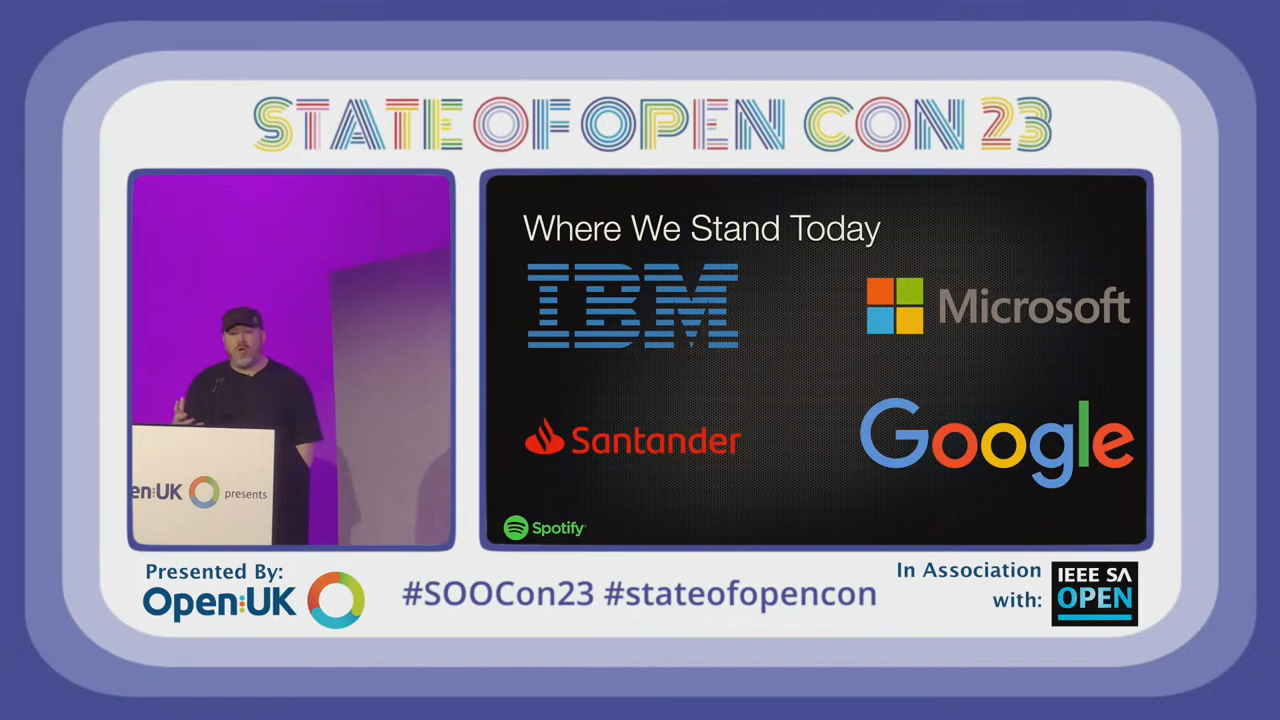 STATE OF OPEN CON 23
en:UK presents
Where We Stand Today
IBM
Microsoft
Santander
Google
Spotify
Presented By:
Open:UK
#SOOCon23 #stateofopencon
In Association
with:
IEEE SA
OPEN